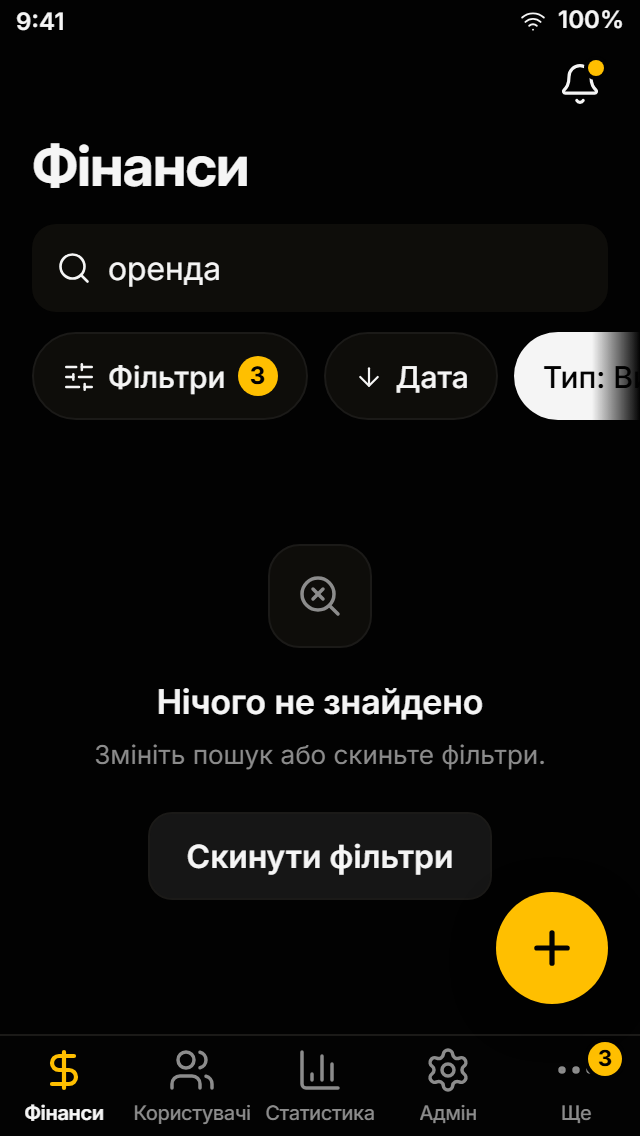 9:41
100%
Фінанси
оренда
Фільтри 3
Дата
Тип:
Нічого не знайдено
Змініть пошук або скиньте фільтри.
Скинути фільтри
3
Фінанси
Користувачі
Статистика
Адмін
Ще